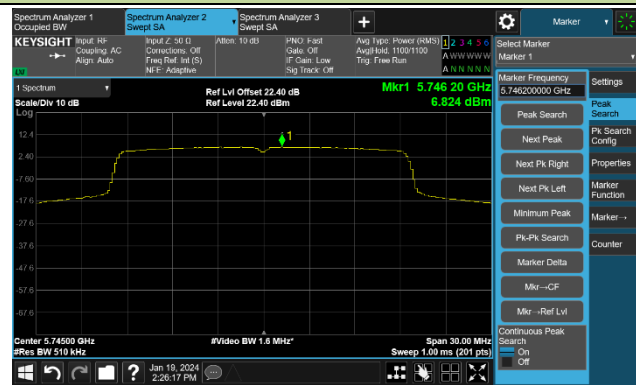 Spectrum Analyzer 1
Occupied BW
Spectrum Analyzer 2
Swept SA
Spectrum Analyzer 3
Swept SA
Marker
KEYSIGHT
Input: RF
Coupling: AC
Align: Auto
Input Z: 50 Ω
Corrections: Off
Freq Ref: Int (S)
NFE: Adaptive
Atten: 10 dB
PNO: Fast
Gate: Off
IF Gain: Low
Sig Track: Off
Avg Type: Power (RMS)
Avg|Hold: 1100/1100
Trig: Free Run
1 2 3 4 5 6
A W W W W W
A N N N N N
LV
Select Marker
Marker 1
1 Spectrum
Scale/Div 10 dB
Log
Ref Lvl Offset 22.40 dB
Ref Level 22.40 dBm
Mkr1 5.746 20 GHz
6.824 dBm
12.4
2.40
-7.60
-17.6
-27.6
-37.6
-47.6
-57.6
-67.6
1
Center 5.74500 GHz
#Res BW 510 kHz
#Video BW 1.6 MHz*
Span 30.00 MHz
Sweep 1.00 ms (201 pts)
Marker Frequency
5.746200000 GHz
Peak Search
Next Peak
Next Pk Right
Next Pk Left
Minimum Peak
Pk-Pk Search
Marker Delta
Mkr→CF
Mkr→Ref Lvl
Continuous Peak
Search
On
Off
Settings
Peak
Search
Pk Search
Config
Properties
Marker
Function
Marker→
Counter
?
Jan 19, 2024
2:26:17 PM